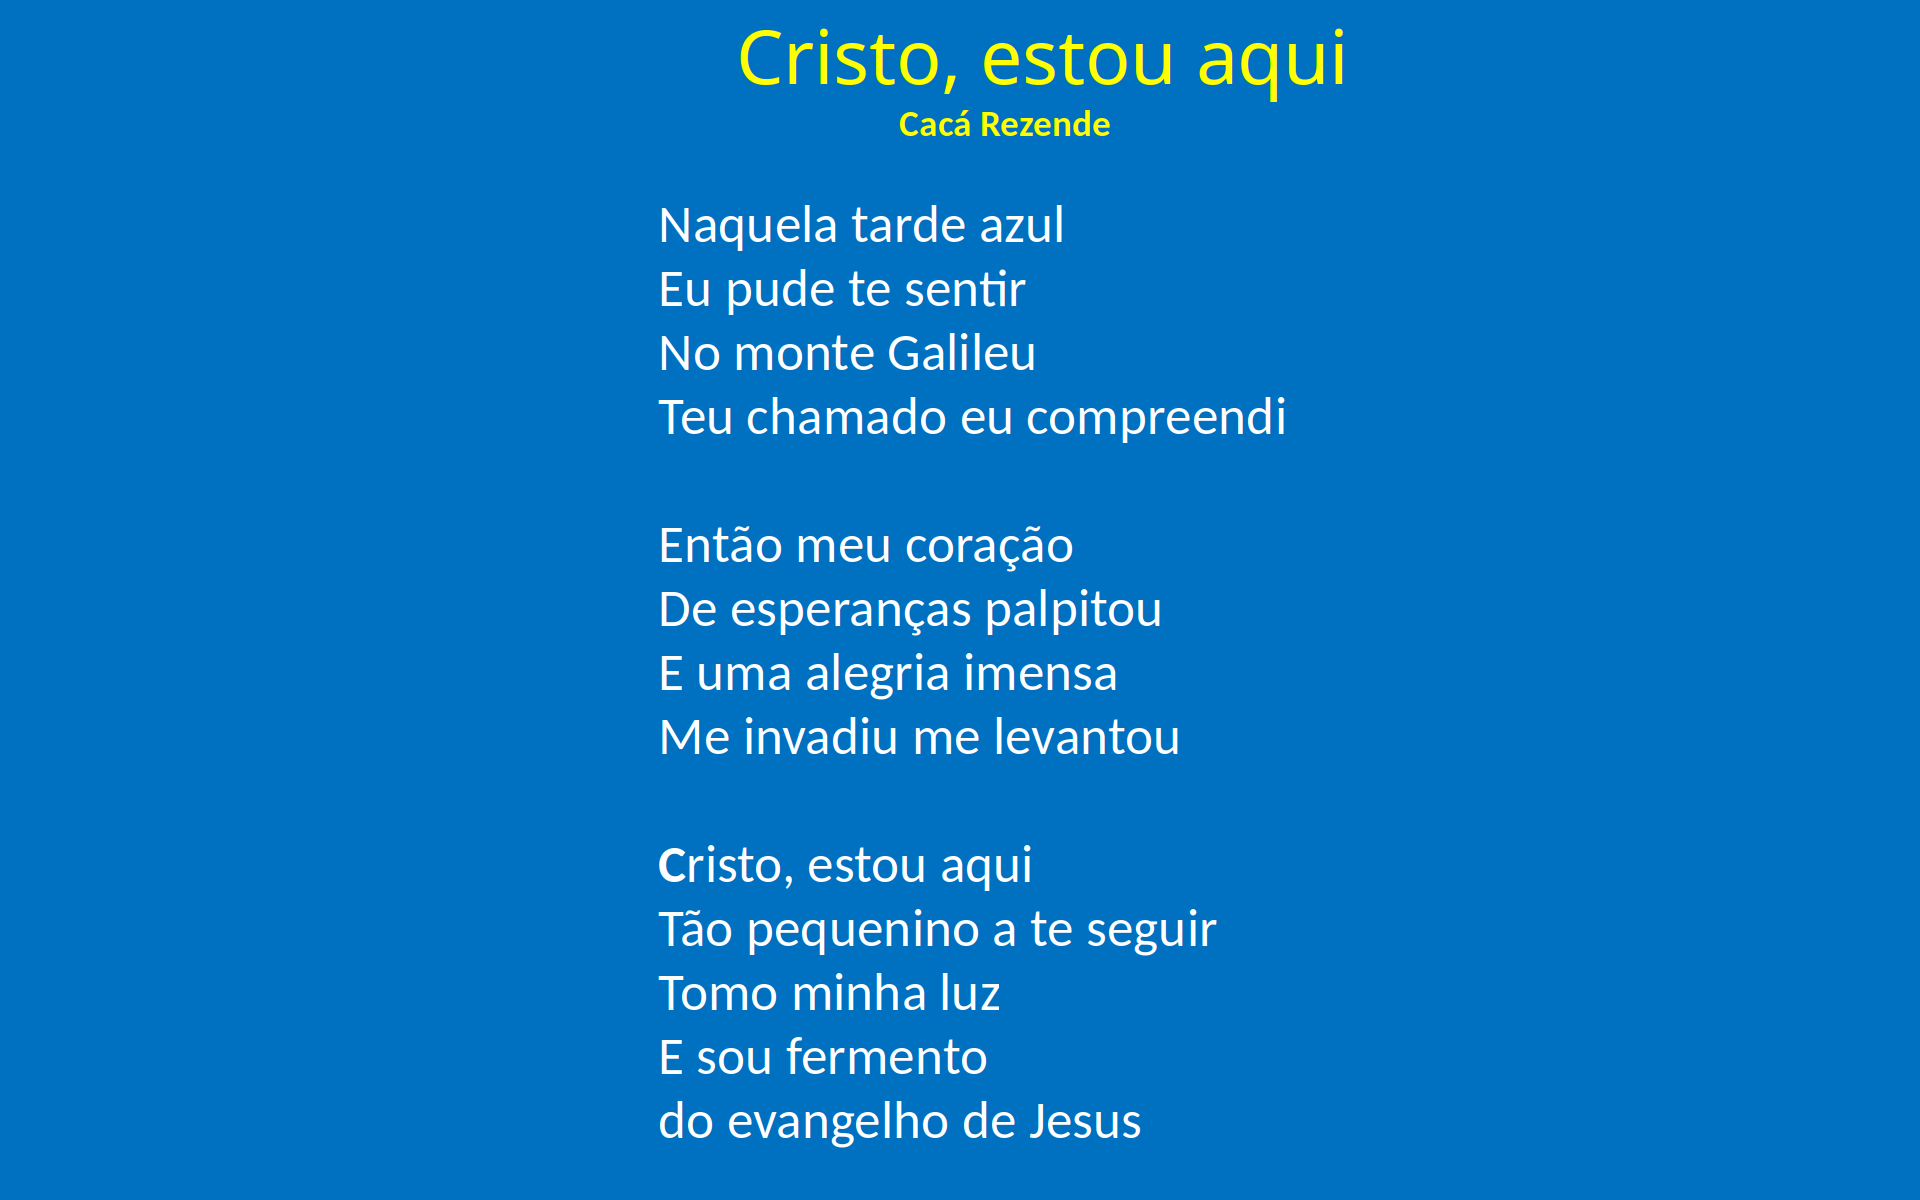 Cristo, estou aqui
Cacá Rezende
Naquela tarde azul
Eu pude te sentir
No monte Galileu
Teu chamado eu compreendi
Então meu coração
De esperanças palpitou
E uma alegria imensa
Me invadiu me levantou
Cristo, estou aqui
Tão pequenino a te seguir
Tomo minha luz
E sou fermento
do evangelho de Jesus